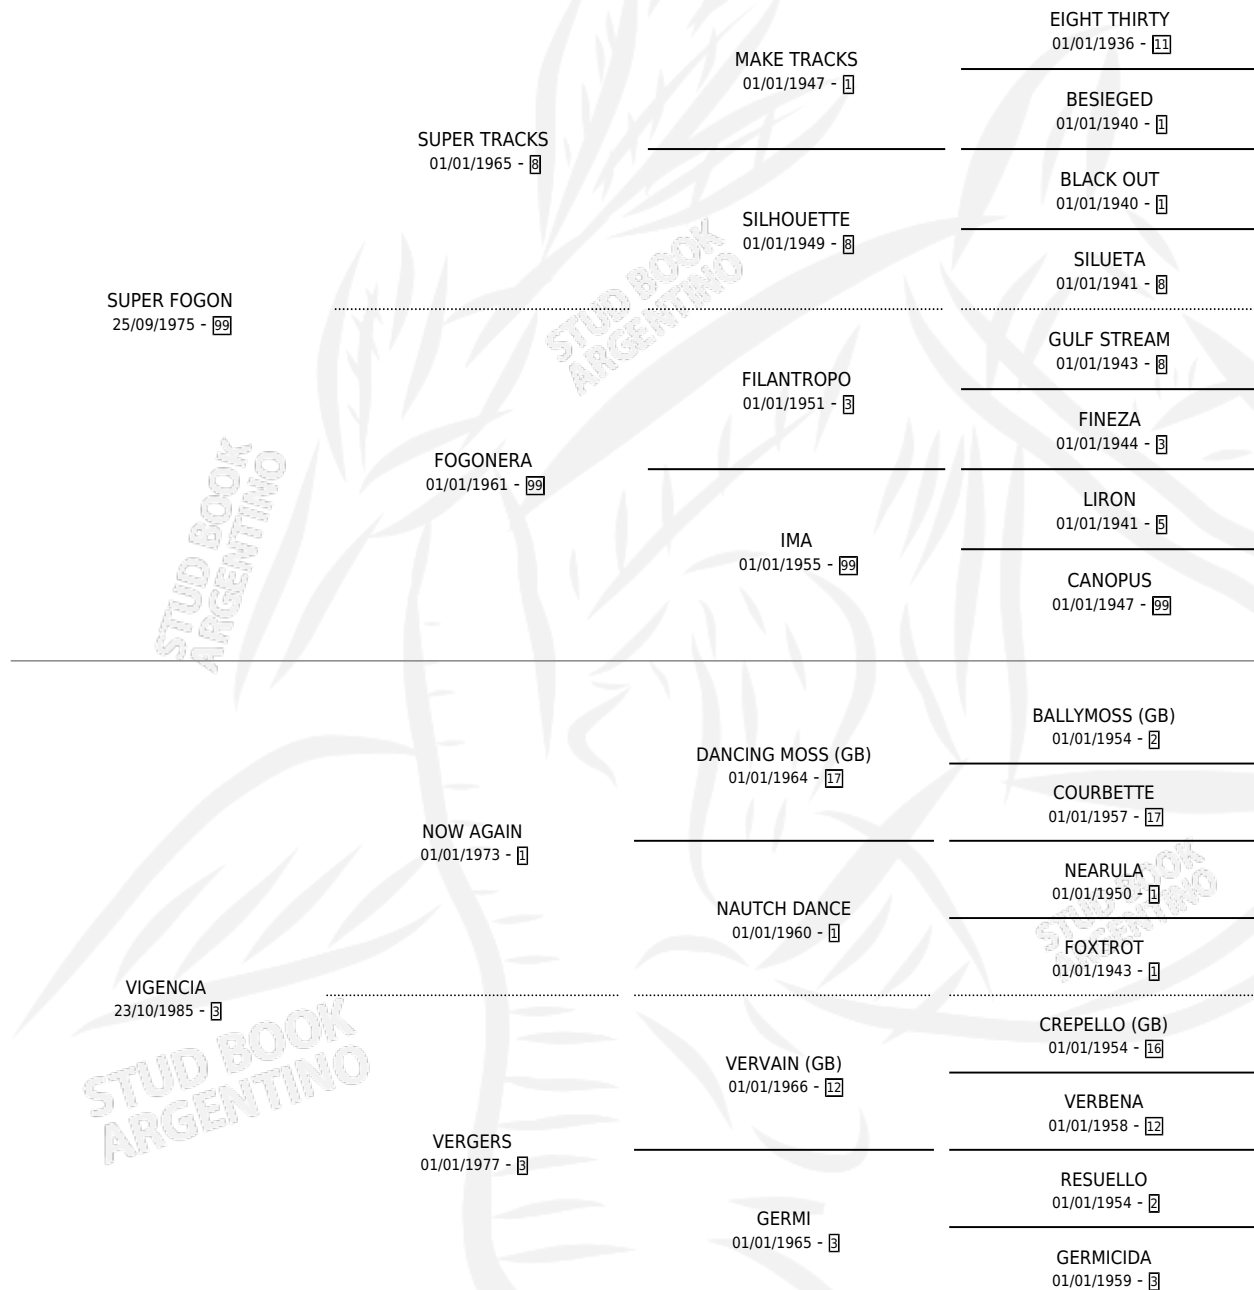 EIGHT THIRTY
01/01/1936 - 11
MAKE TRACKS
01/01/1947 - 1
BESIEGED
01/01/1940 - 1
SUPER TRACKS
01/01/1965 - 8
BLACK OUT
01/01/1940 - 1
SILHOUETTE
01/01/1949 - 8
SILUETA
01/01/1941 - 8
SUPER FOGON
25/09/1975 - 99
GULF STREAM
01/01/1943 - 8
FILANTROPO
01/01/1951 - 3
FINEZA
01/01/1944 - 3
FOGONERA
01/01/1961 - 99
LIRON
01/01/1941 - 5
IMA
01/01/1955 - 99
CANOPUS
01/01/1947 - 99
BALLYMOSS (GB)
01/01/1954 - 2
DANCING MOSS (GB)
01/01/1964 - 17
COURBETTE
01/01/1957 - 17
NOW AGAIN
01/01/1973 - 1
NEARULA
01/01/1950 - 1
NAUTCH DANCE
01/01/1960 - 1
FOXTROT
01/01/1943 - 1
VIGENCIA
23/10/1985 - 3
CREPELLO (GB)
01/01/1954 - 16
VERVAIN (GB)
01/01/1966 - 12
VERBENA
01/01/1958 - 12
VERGERS
01/01/1977 - 3
RESUELLO
01/01/1954 - 2
GERMI
01/01/1965 - 3
GERMICIDA
01/01/1959 - 3
STUD BOOK
ARGENTINO
STUD BOOK
ARGENTINO
STUD BOOK
ARGENTINO
STUD BOOK
ARGENTINO